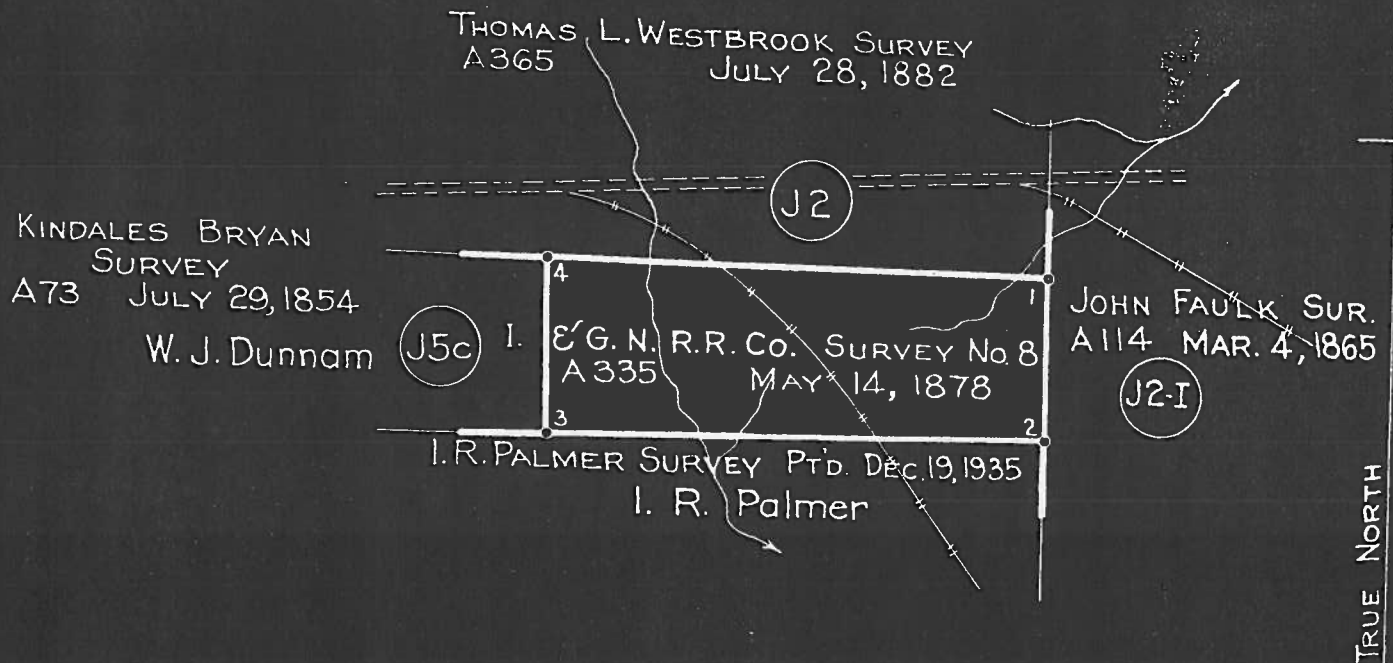 THOMAS L. WESTBROOK SURVEY
A365 JULY 28, 1882
J2
KINDALES BRYAN
SURVEY
A73 JULY 29, 1854
W. J. Dunnam
J5c
4
1
I. & G. N. R.R. CO. SURVEY No. 8
A 335 MAY 14, 1878
JOHN FAULK SUR.
A114 MAR. 4, 1865
J2-I
3
2
I. R. PALMER SURVEY PT'D. DEC. 19, 1935
I. R. Palmer
TRUE NORTH